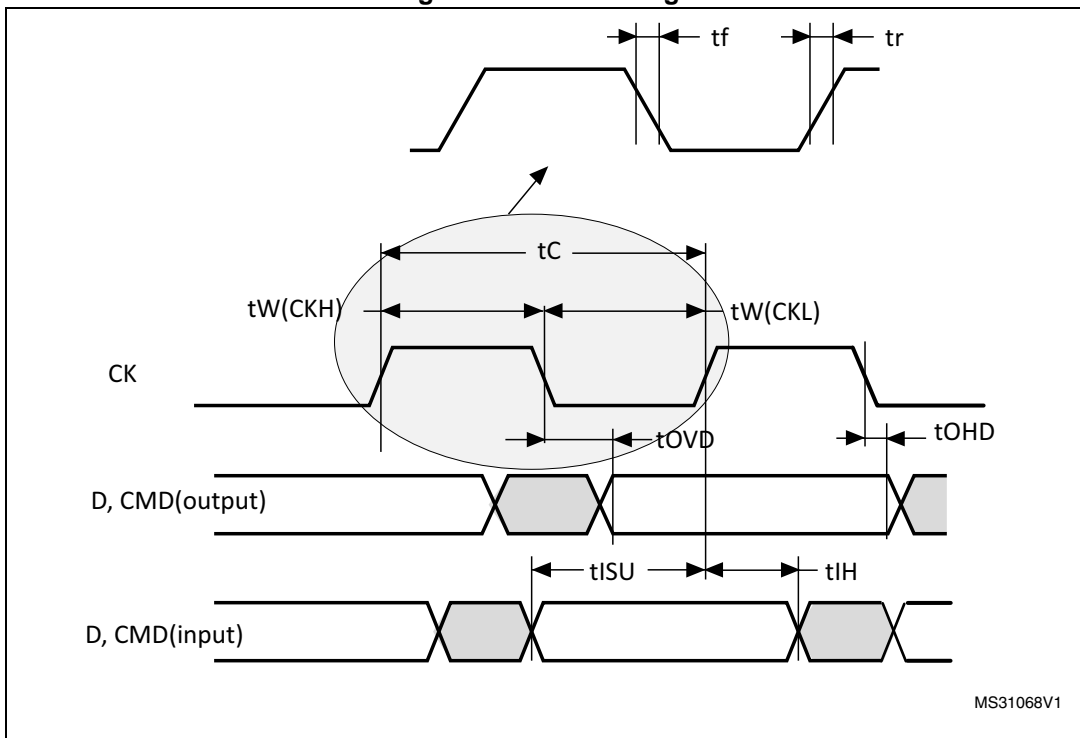 tf
tr
tC
tW(CKH)
tW(CKL)
CK
tOVD
tOHD
D, CMD(output)
tISU
tIH
D, CMD(input)
MS31068V1